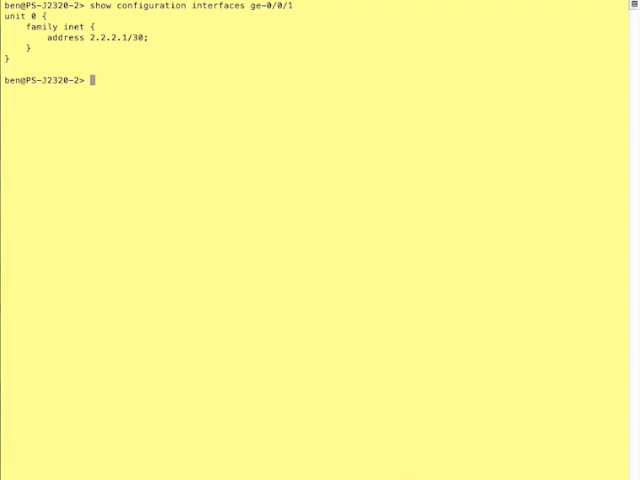 ben@PS-J2320-2> show configuration interfaces ge-0/0/1
unit 0 {
    family inet {
        address 2.2.2.1/30;
    }
}

ben@PS-J2320-2>